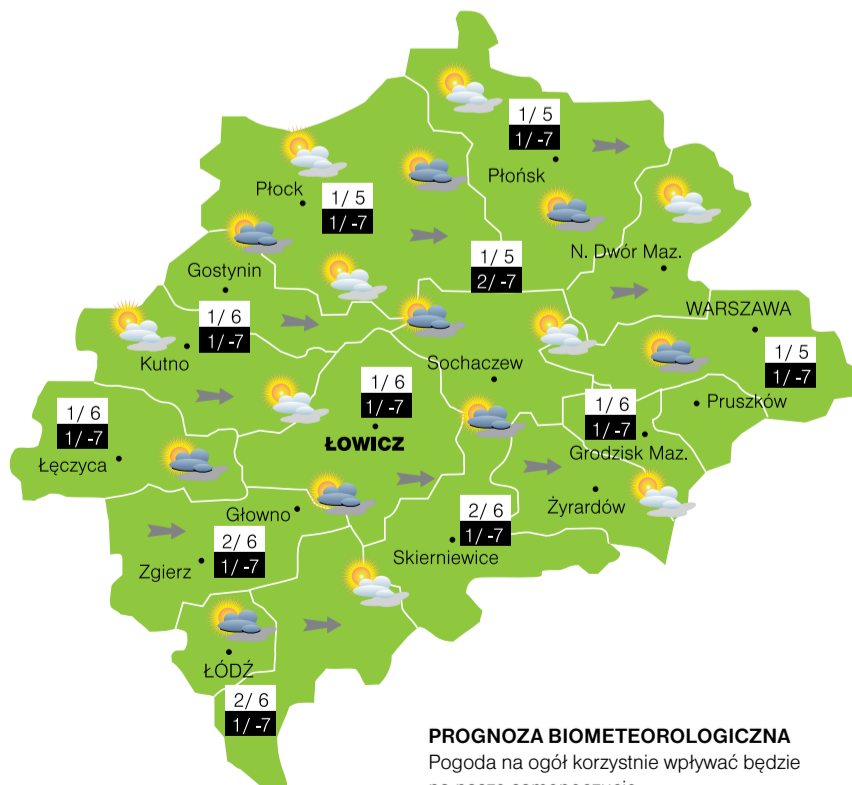 1/ 5
1/ -7
Płońsk
Płock
1/ 5
1/ -7
N. Dwór Maz.
1/ 5
2/ -7
Gostynin
WARSZAWA
1/ 6
1/ -7
Kutno
1/ 5
1/ -7
Sochaczew
1/ 6
1/ -7
ŁOWICZ
Pruszków
1/ 6
1/ -7
Grodzisk Maz.
1/ 6
1/ -7
Łęczyca
Żyrardów
Głowno
2/ 6
1/ -7
Skierniewice
2/ 6
1/ -7
Zgierz
ŁÓDŹ
2/ 6
1/ -7
PROGNOZA BIOMETEOROLOGICZNA
Pogoda na ogół korzystnie wpływać będzie